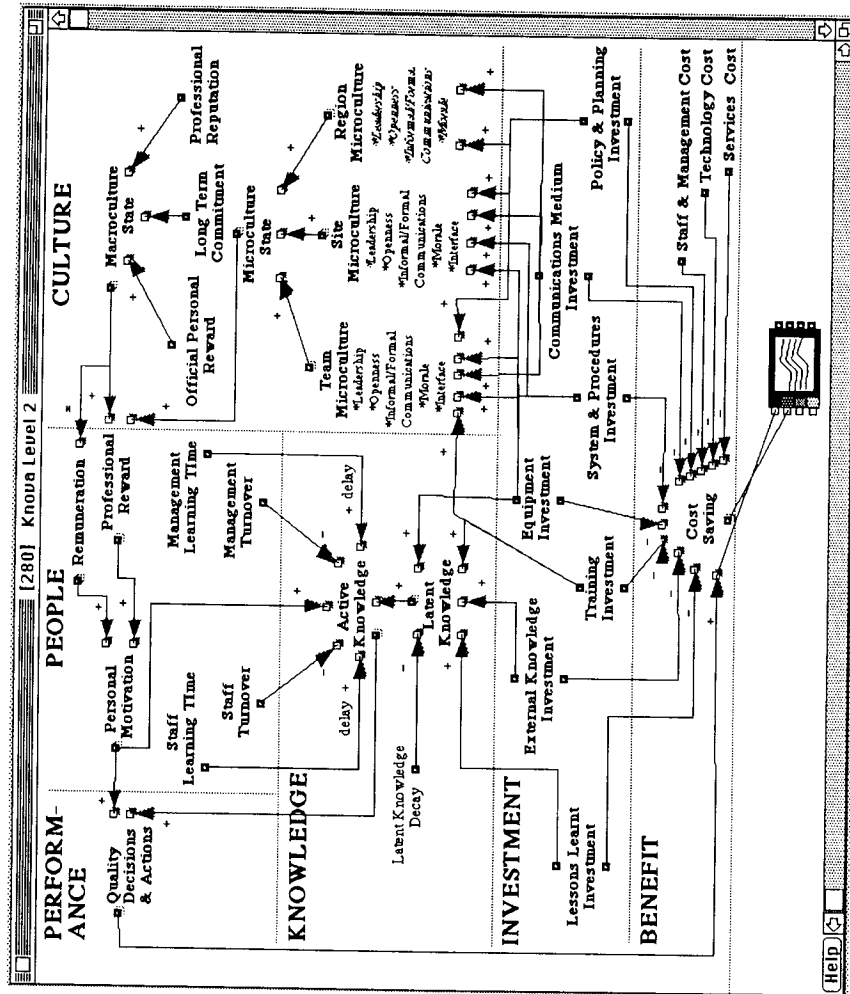 [280] Knova Level 2
PERFORM-
ANCE
PEOPLE
CULTURE
Quality
Decisions
& Actions
+
+
Personal
Motivation
+
+
Remuneration
Professional
Reward
=
+
+
Macroculture
State
+
+
+
Official Personal
Reward
Long Term
Commitment
Professional
Reputation
Microculture
State
+
+
+
Team
Microculture
*Leadership
*Openness
*Informal/Formal
Communications
*Morale
*Interface
Site
Microculture
*Leadership
*Openness
*Informal/Formal
Communications
*Morale
*Interface
Region
Microculture
*Leadership
*Openness
*Informal/Forma.
Communications
*Morale
KNOWLEDGE
Staff
Learning TIme
Staff
Turnover
Management
Turnover
Management
Learning TIme
delay +
-
+
-
+ delay
Active
Knowledge
+
Latent Knowledge
Decay
-
+
Latent
Knowledge
+
+
+
INVESTMENT
Lessons Learnt
Investment
External Knowledge
Investment
Training
Investment
Equipment
Investment
System & Procedures
Investment
Communications Medium
Investment
Policy & Planning
Investment
BENEFIT
Cost
Saving
+
Staff & Management Cost
Technology Cost
Services Cost
Help